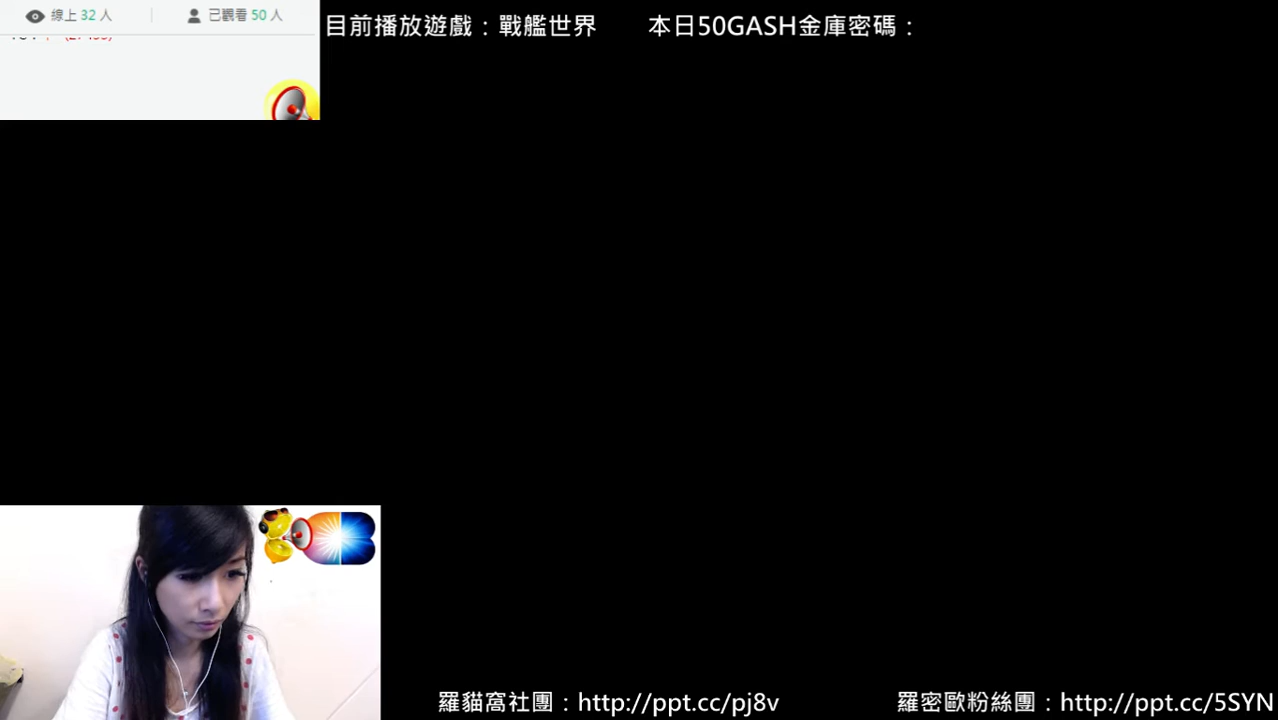 線上 32 人
已觀看 50 人
目前播放遊戲：戰艦世界
本日50GASH金庫密碼：
羅貓窩社團：http://ppt.cc/pj8v
羅密歐粉絲團：http://ppt.cc/5SYN